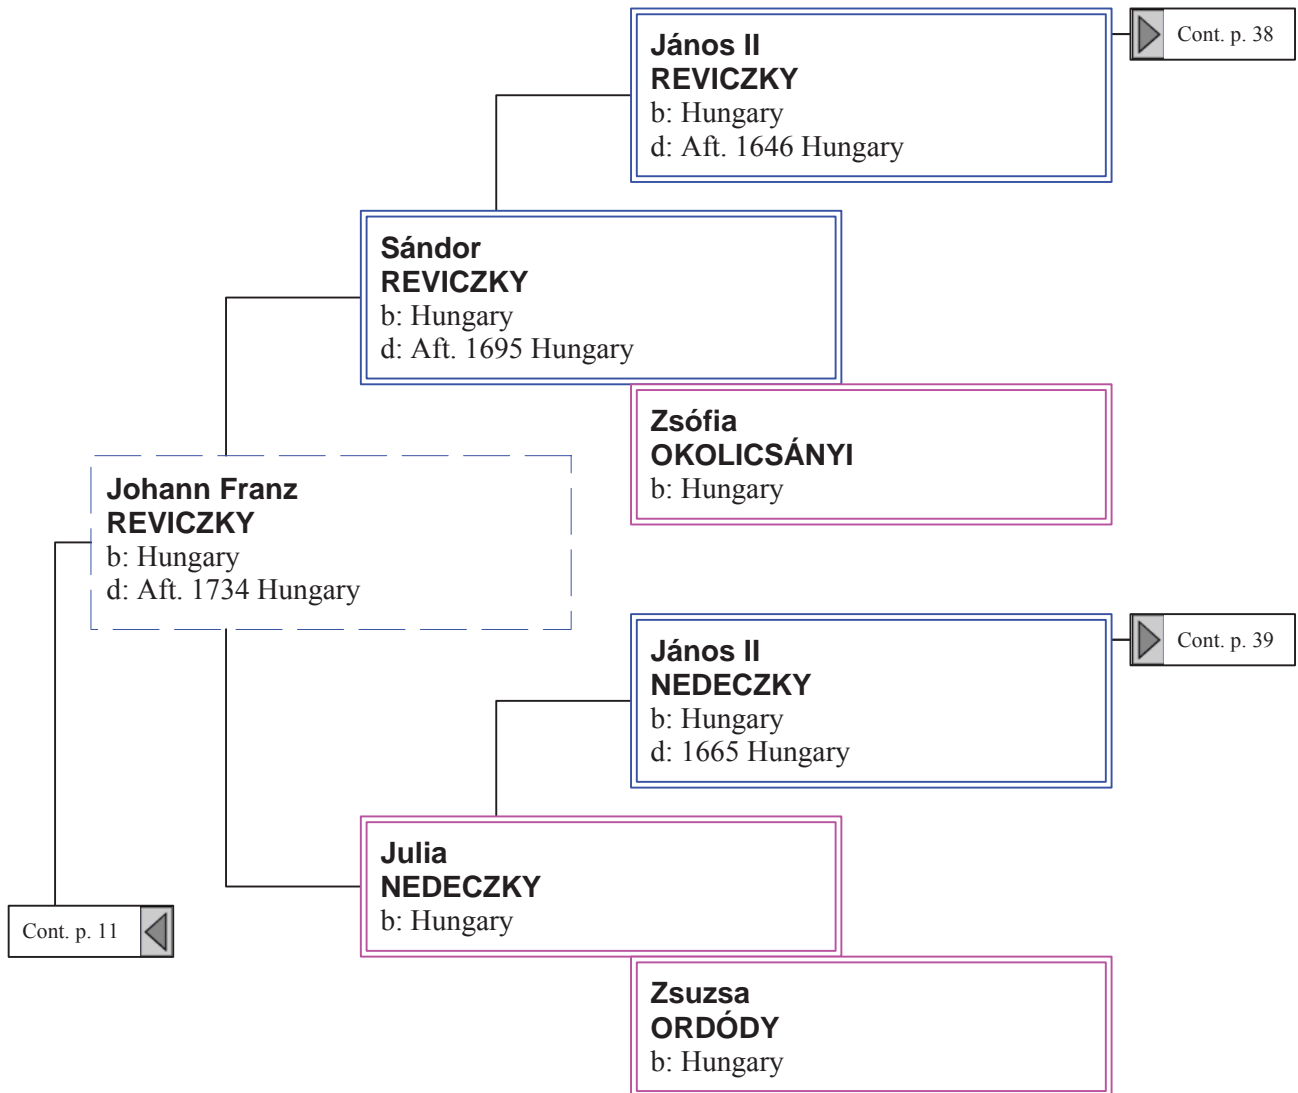 János II
REVICZKY
b: Hungary
d: Aft. 1646 Hungary
Cont. p. 38
Sándor
REVICZKY
b: Hungary
d: Aft. 1695 Hungary
Zsófia
OKOLICSÁNYI
b: Hungary
Johann Franz
REVICZKY
b: Hungary
d: Aft. 1734 Hungary
János II
NEDECZKY
b: Hungary
d: 1665 Hungary
Cont. p. 39
Julia
NEDECZKY
b: Hungary
Cont. p. 11
Zsuzsa
ORDÓDY
b: Hungary